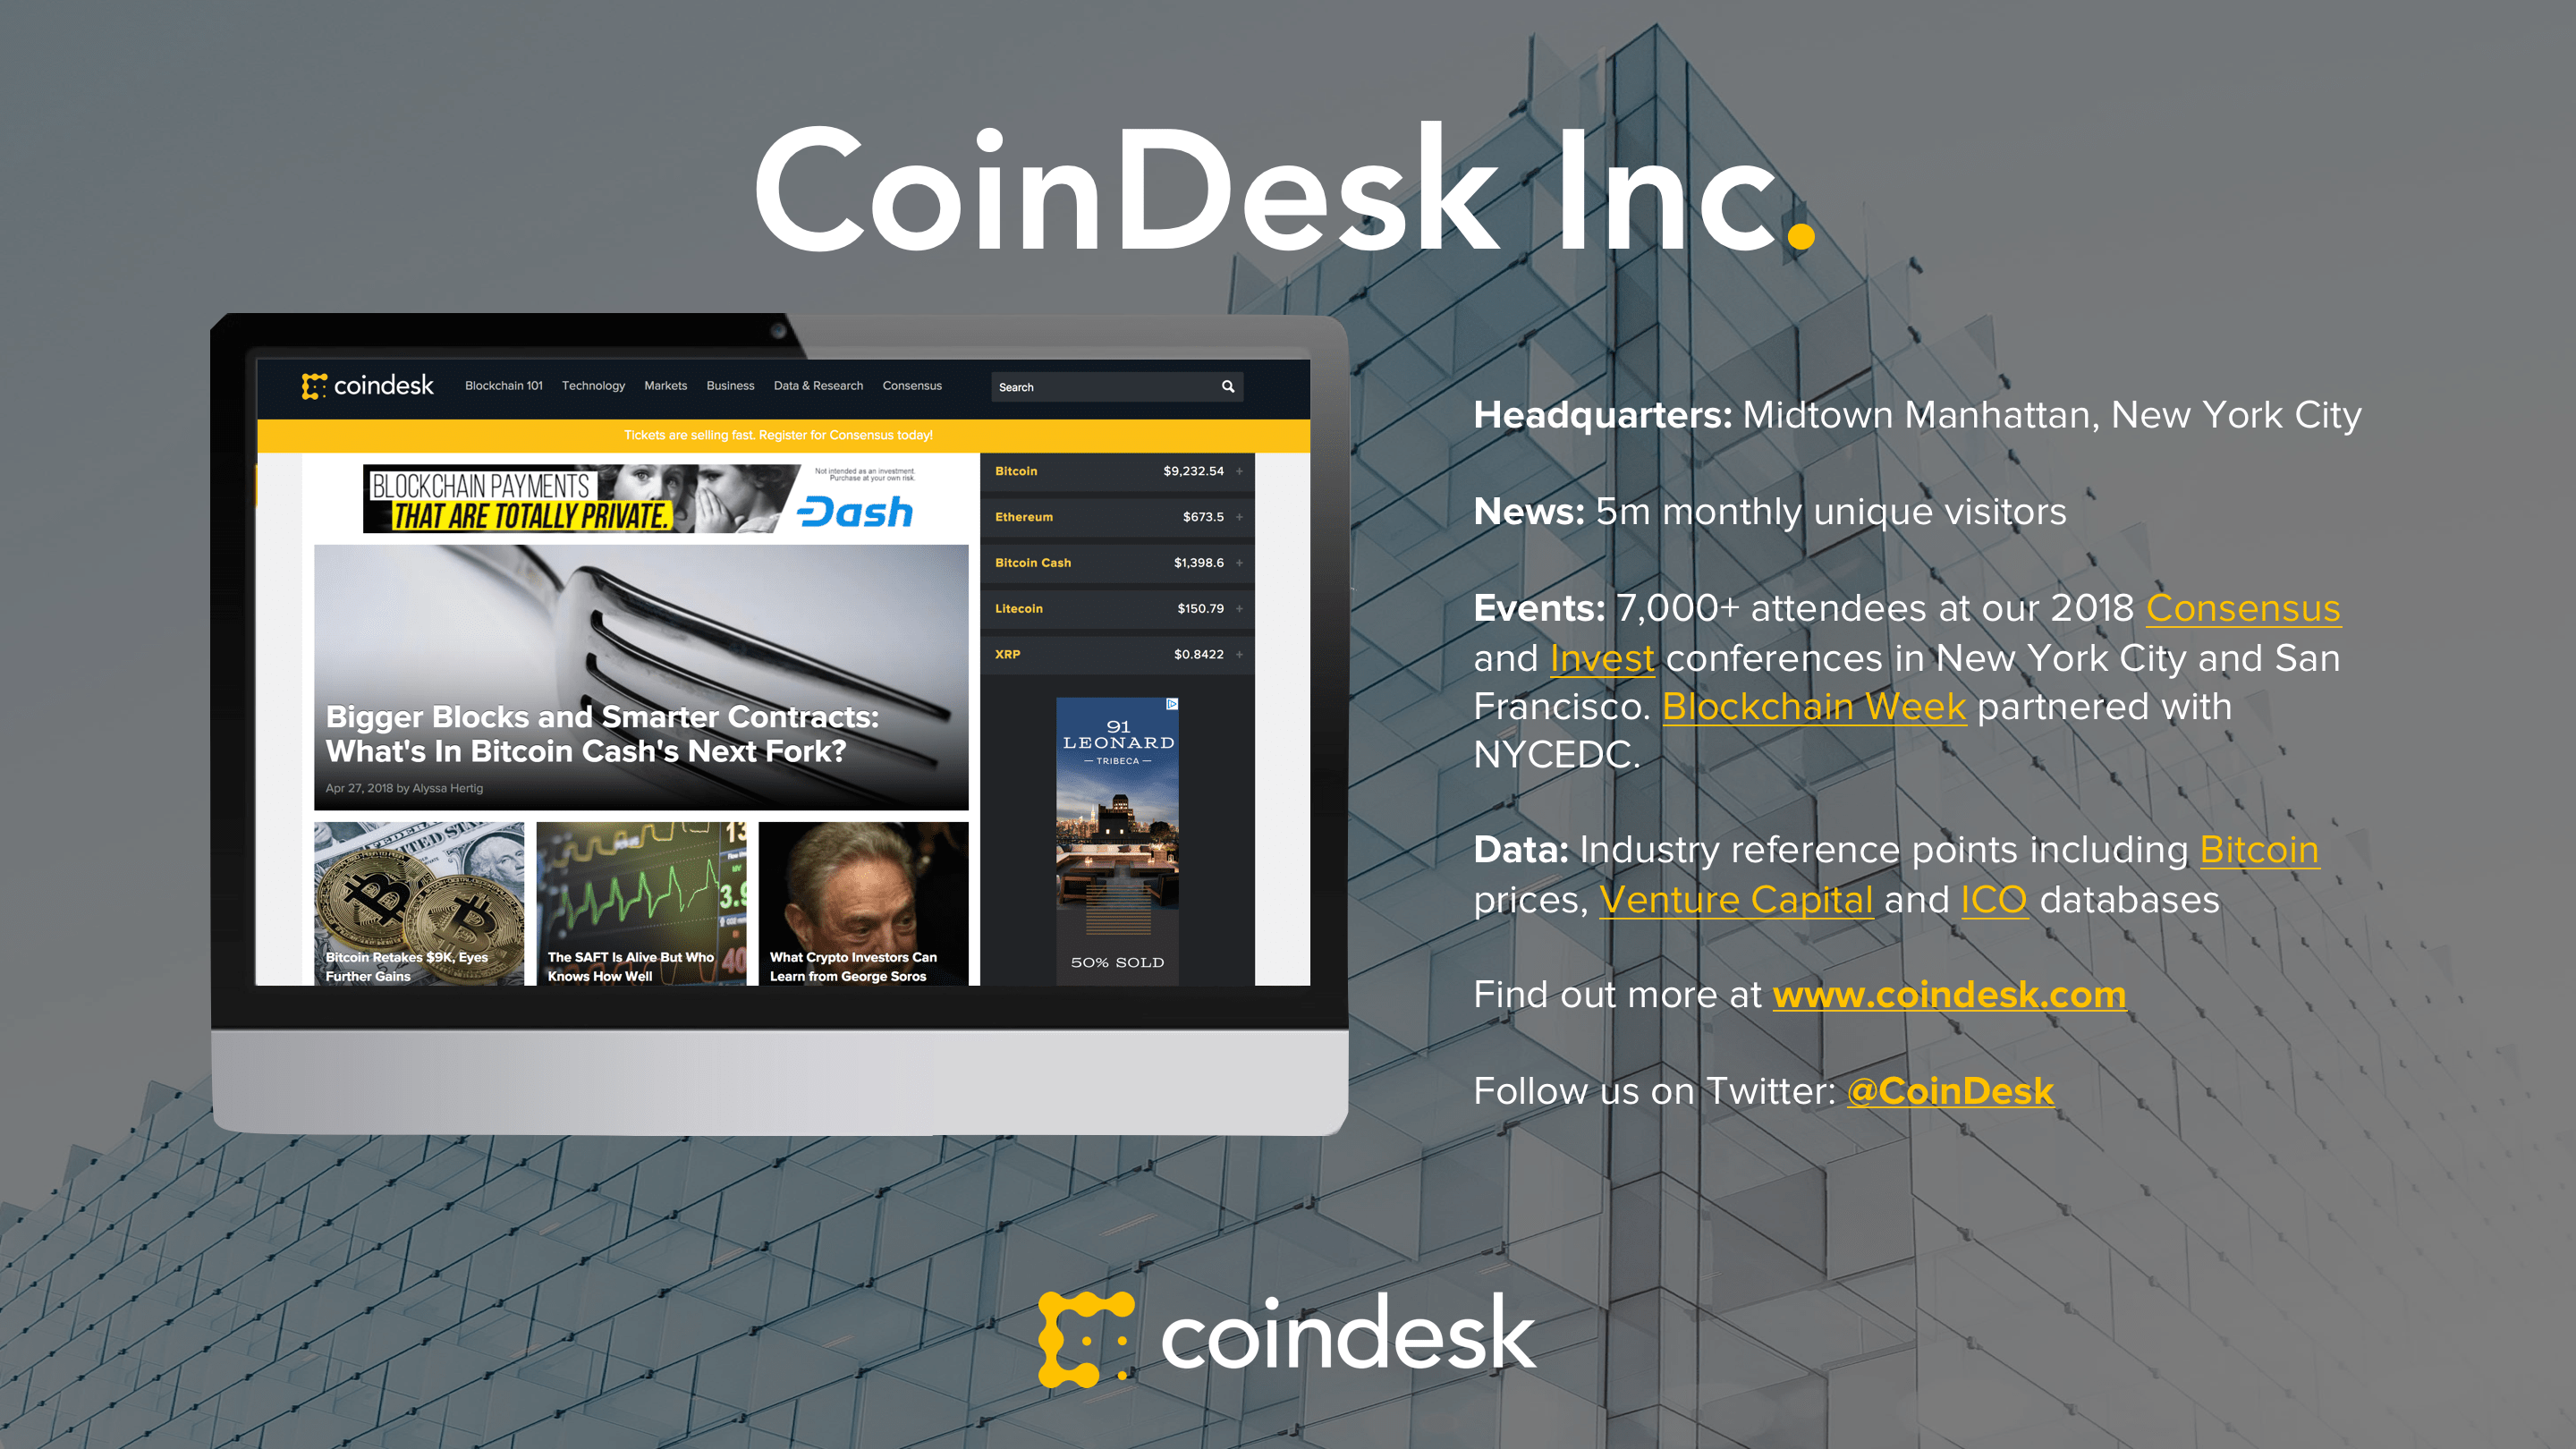 CoinDesk Inc.
coindesk
Blockchain 101 Technology Markets Business Data & Research Consensus
Search
Tickets are selling fast. Register for Consensus today!
BLOCKCHAIN PAYMENTS
THAT ARE TOTALLY PRIVATE.
Not intended as an investment.
Purchase at your own risk.
Dash
Bigger Blocks and Smarter Contracts:
What's In Bitcoin Cash's Next Fork?
Apr 27, 2018 by Alyssa Hertig
Bitcoin Retakes $9K, Eyes
Further Gains
The SAFT Is Alive But Who
Knows How Well
What Crypto Investors Can
Learn from George Soros
Bitcoin $9,232.54 +
Ethereum $673.5 +
Bitcoin Cash $1,398.6 +
Litecoin $150.79 +
XRP $0.8422 +
91
LEONARD
— TRIBECA —
50% SOLD
Headquarters: Midtown Manhattan, New York City
News: 5m monthly unique visitors
Events: 7,000+ attendees at our 2018 Consensus
and Invest conferences in New York City and San
Francisco. Blockchain Week partnered with
NYCEDC.
Data: Industry reference points including Bitcoin
prices, Venture Capital and ICO databases
Find out more at www.coindesk.com
Follow us on Twitter: @CoinDesk
coindesk